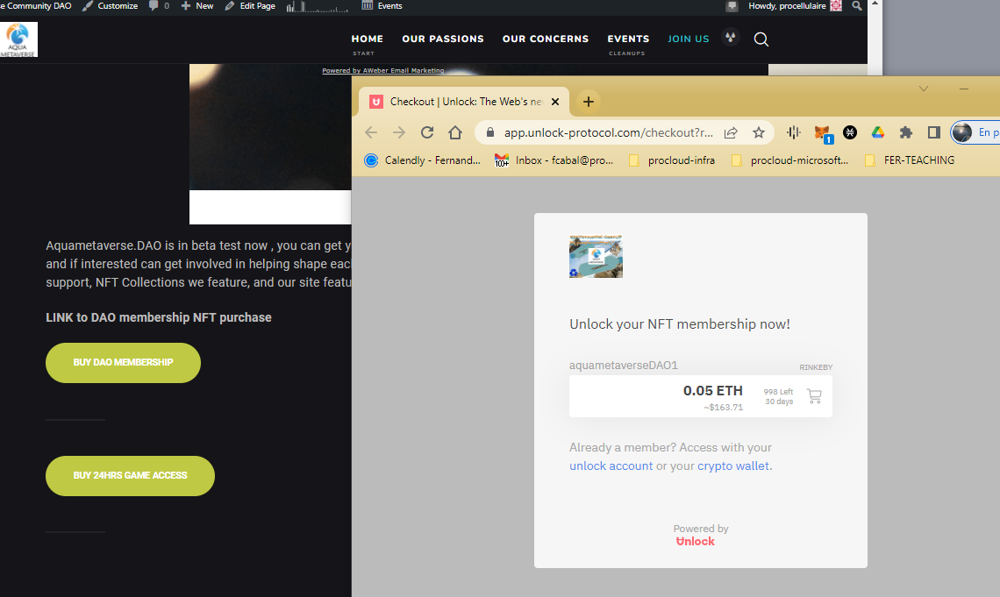 se Community DAO Customize 0 New Edit Page Events Howdy, procellulaire
AQUA
METAVERSE
HOME OUR PASSIONS OUR CONCERNS EVENTS JOIN US
START CLEANUPS
Powered by AWeber Email Marketing
Checkout | Unlock: The Web's ne
app.unlock-protocol.com/checkout?r...
1
En p
Calendly - Fernand... 100+ Inbox - fcabal@pro... procloud-infra procloud-microsoft... FER-TEACHING
Aquametaverse.DAO is in beta test now , you can get y
and if interested can get involved in helping shape eac
support, NFT Collections we feature, and our site featu
LINK to DAO membership NFT purchase
BUY DAO MEMBERSHIP
BUY 24HRS GAME ACCESS
Unlock your NFT membership now!
aquametaverseDAO1 RINKEBY
0.05 ETH 998 Left
~$163.71 30 days
Already a member? Access with your
unlock account or your crypto wallet.
Powered by
Unlock